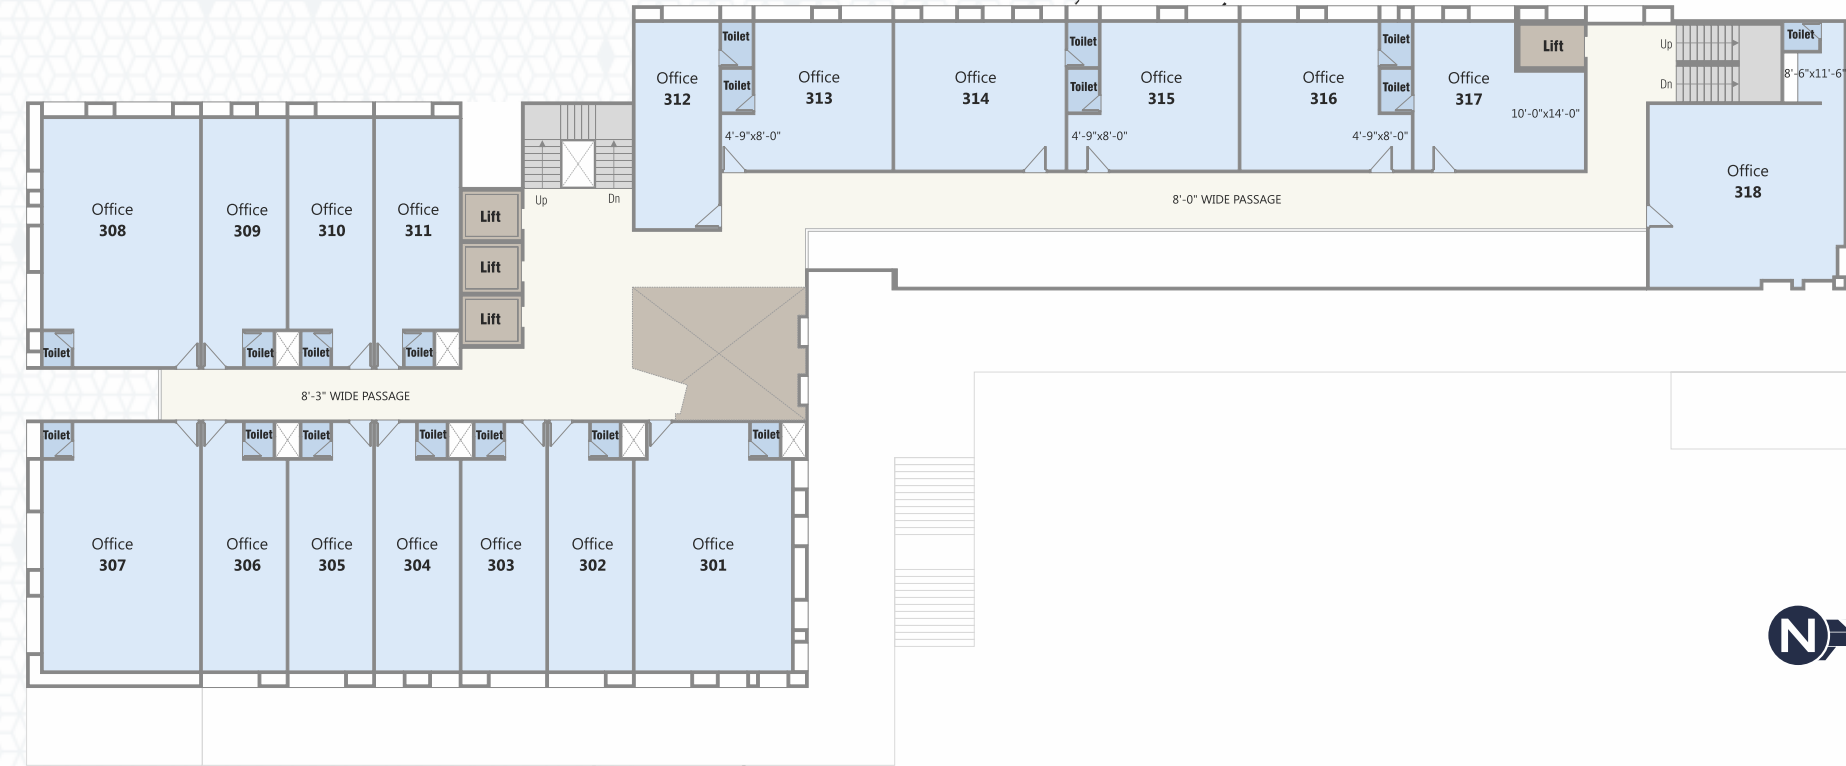 Toilet
Toilet
Toilet
Lift
Up
Dn
Toilet
Office
312
Toilet
Office
313
Office
314
Toilet
Office
315
Office
316
Toilet
Office
317
8'-6"x11'-6"
10'-0"x14'-0"
4'-9"x8'-0"
4'-9"x8'-0"
4'-9"x8'-0"
Office
318
8'-0" WIDE PASSAGE
Up
Dn
Office
308
Office
309
Office
310
Office
311
Lift
Lift
Lift
Toilet
Toilet
Toilet
Toilet
8'-3" WIDE PASSAGE
Toilet
Toilet
Toilet
Toilet
Toilet
Toilet
Toilet
Office
307
Office
306
Office
305
Office
304
Office
303
Office
302
Office
301
N